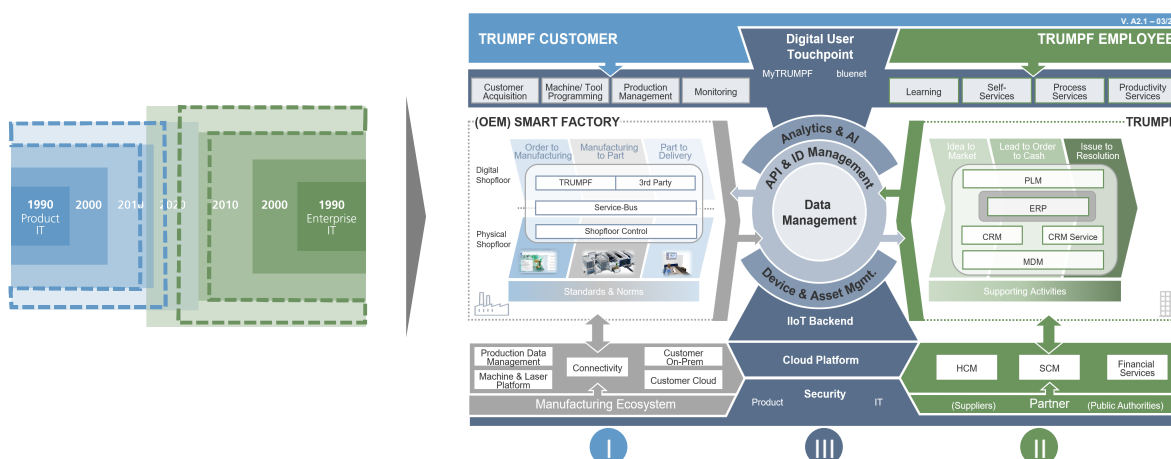 1990
Product
IT
2000
2010
2020
2010
2000
1990
Enterprise
IT
V. A2.1 – 03/2
TRUMPF CUSTOMER
Digital User
Touchpoint
TRUMPF EMPLOYEE
MyTRUMPF bluenet
Customer
Acquisition
Machine/ Tool
Programming
Production
Management
Monitoring
Learning
Self-
Services
Process
Services
Productivity
Services
(OEM) SMART FACTORY
TRUMPF
Order to
Manufacturing
Manufacturing
to Part
Part to
Delivery
Digital
Shopfloor
TRUMPF
3rd Party
Service-Bus
Physical
Shopfloor
Shopfloor Control
Standards & Norms
Analytics & AI
API & ID Management
Data
Management
Device & Asset Mgmt.
IIoT Backend
Idea to
Market
Lead to Order
to Cash
Issue to
Resolution
PLM
ERP
CRM
CRM Service
MDM
Supporting Activities
Production Data
Management
Machine & Laser
Platform
Connectivity
Customer
On-Prem
Customer Cloud
Manufacturing Ecosystem
Cloud Platform
Security
Product IT
HCM
SCM
Financial
Services
(Suppliers) Partner (Public Authorities)
I
III
II